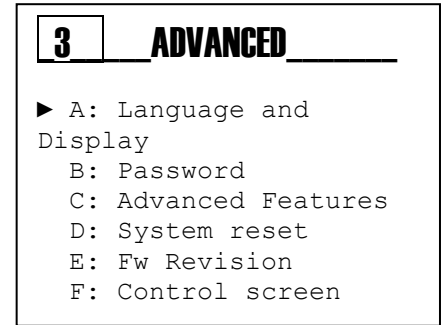 3 ADVANCED
► A: Language and
Display
B: Password
C: Advanced Features
D: System reset
E: Fw Revision
F: Control screen